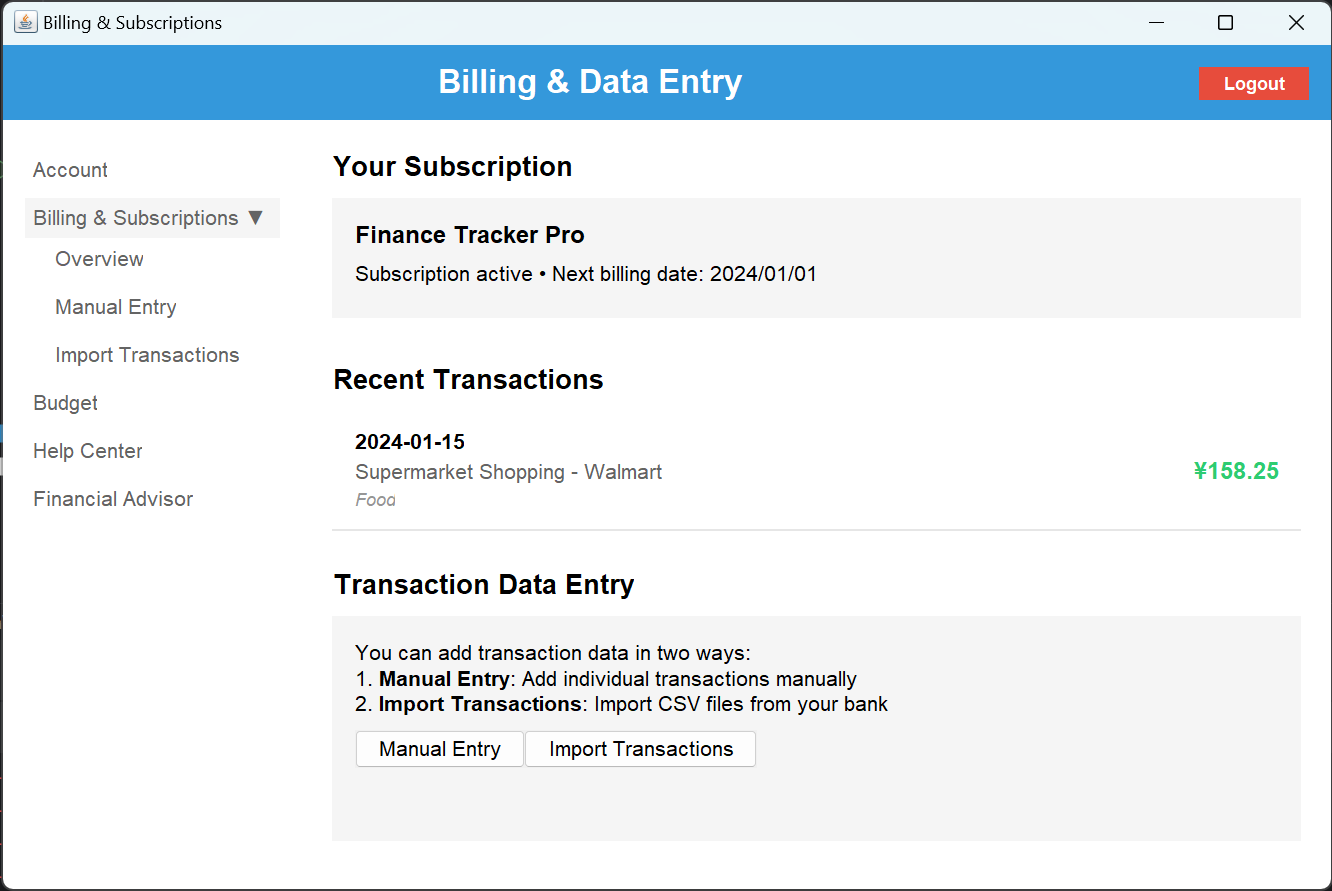 Billing & Subscriptions
Billing & Data Entry
Logout
Account
Billing & Subscriptions ▼
Overview
Manual Entry
Import Transactions
Budget
Help Center
Financial Advisor
Your Subscription
Finance Tracker Pro
Subscription active • Next billing date: 2024/01/01
Recent Transactions
2024-01-15
Supermarket Shopping - Walmart
¥158.25
Food
Transaction Data Entry
You can add transaction data in two ways:
1. Manual Entry: Add individual transactions manually
2. Import Transactions: Import CSV files from your bank
Manual Entry
Import Transactions